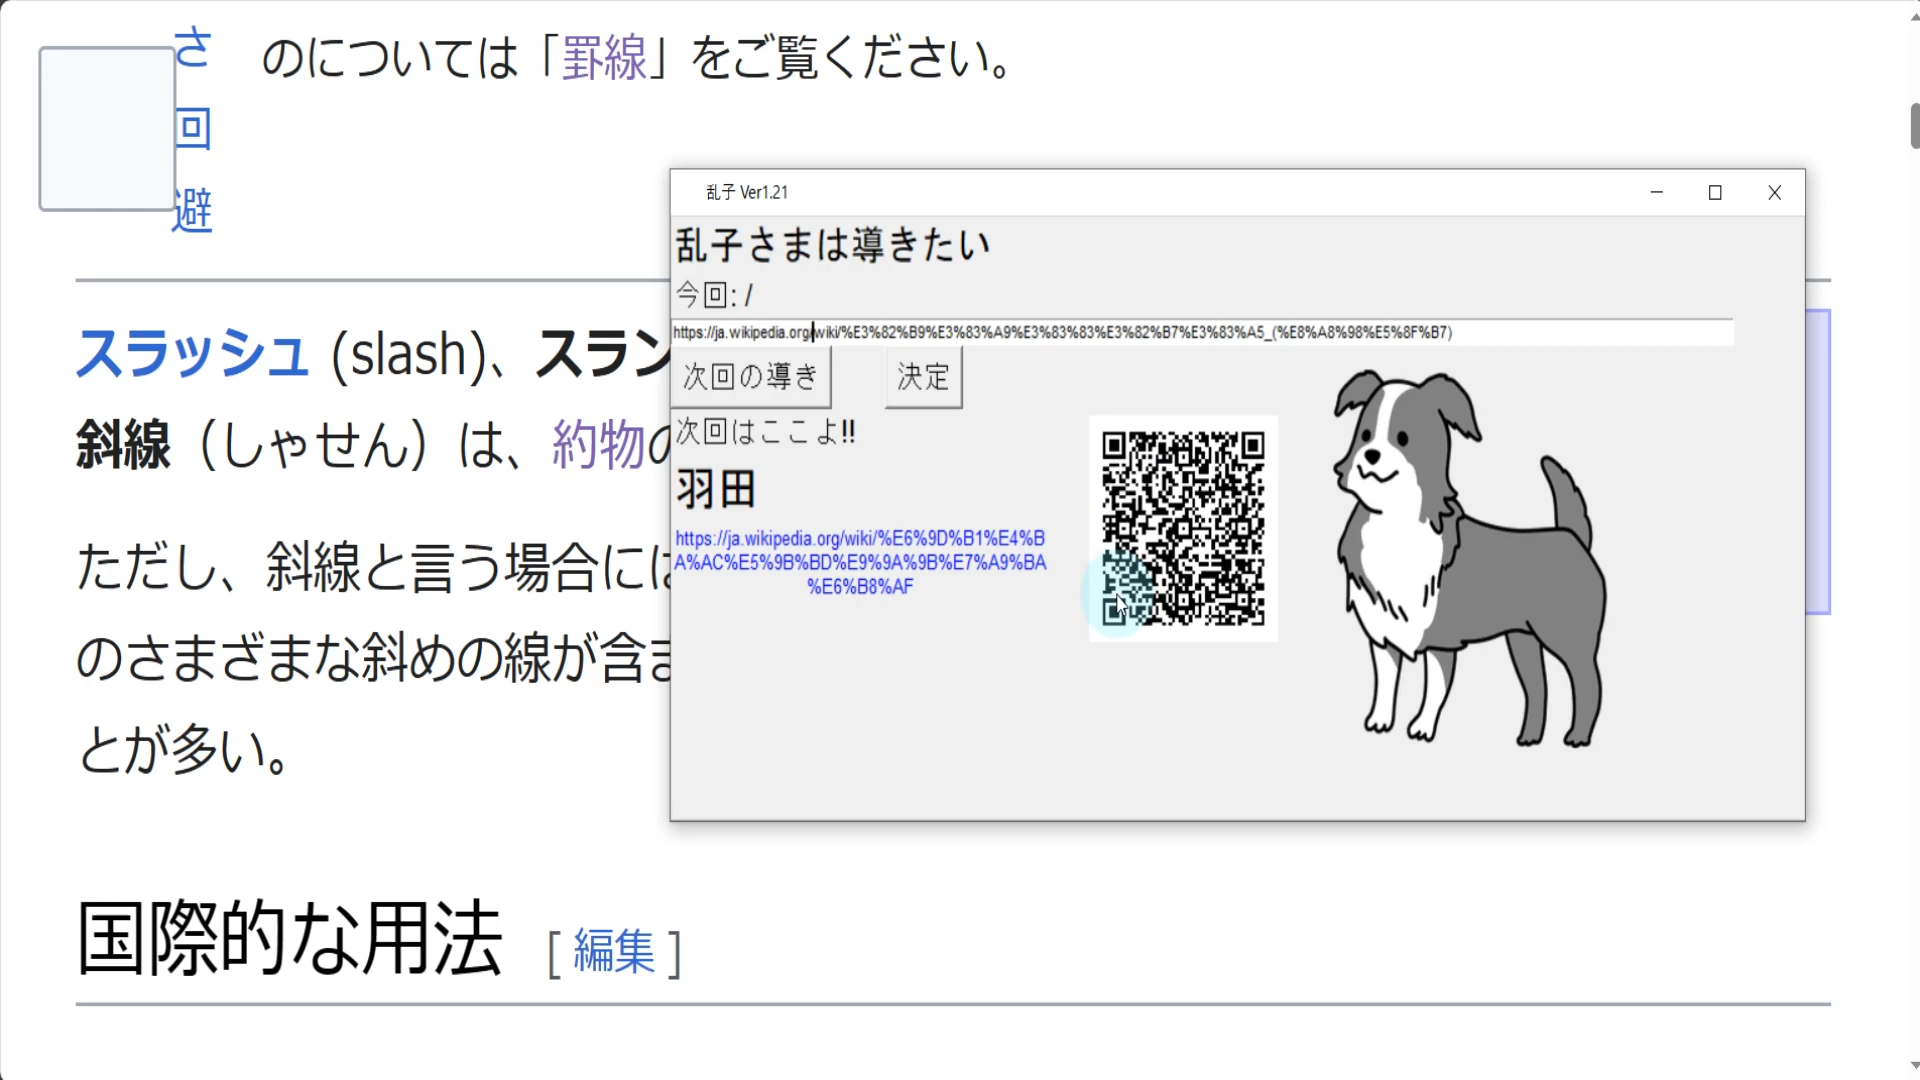 さ
回
避
のについては「罫線」をご覧ください。
乱子 Ver1.21
乱子さまは導きたい
今回: /
https://ja.wikipedia.org/wiki/%E3%82%B9%E3%83%A9%E3%83%83%E3%82%B7%E3%83%A5_(%E8%A8%98%E5%8F%B7)
次回の導き
決定
次回はここよ!!
羽田
https://ja.wikipedia.org/wiki/%E6%9D%B1%E4%B
A%AC%E5%9B%BD%E9%9A%9B%E7%A9%BA
%E6%B8%AF
スラッシュ (slash)、スラン
斜線（しゃせん）は、約物の
ただし、斜線と言う場合には
のさまざまな斜めの線が含ま
とが多い。
国際的な用法 [ 編集 ]